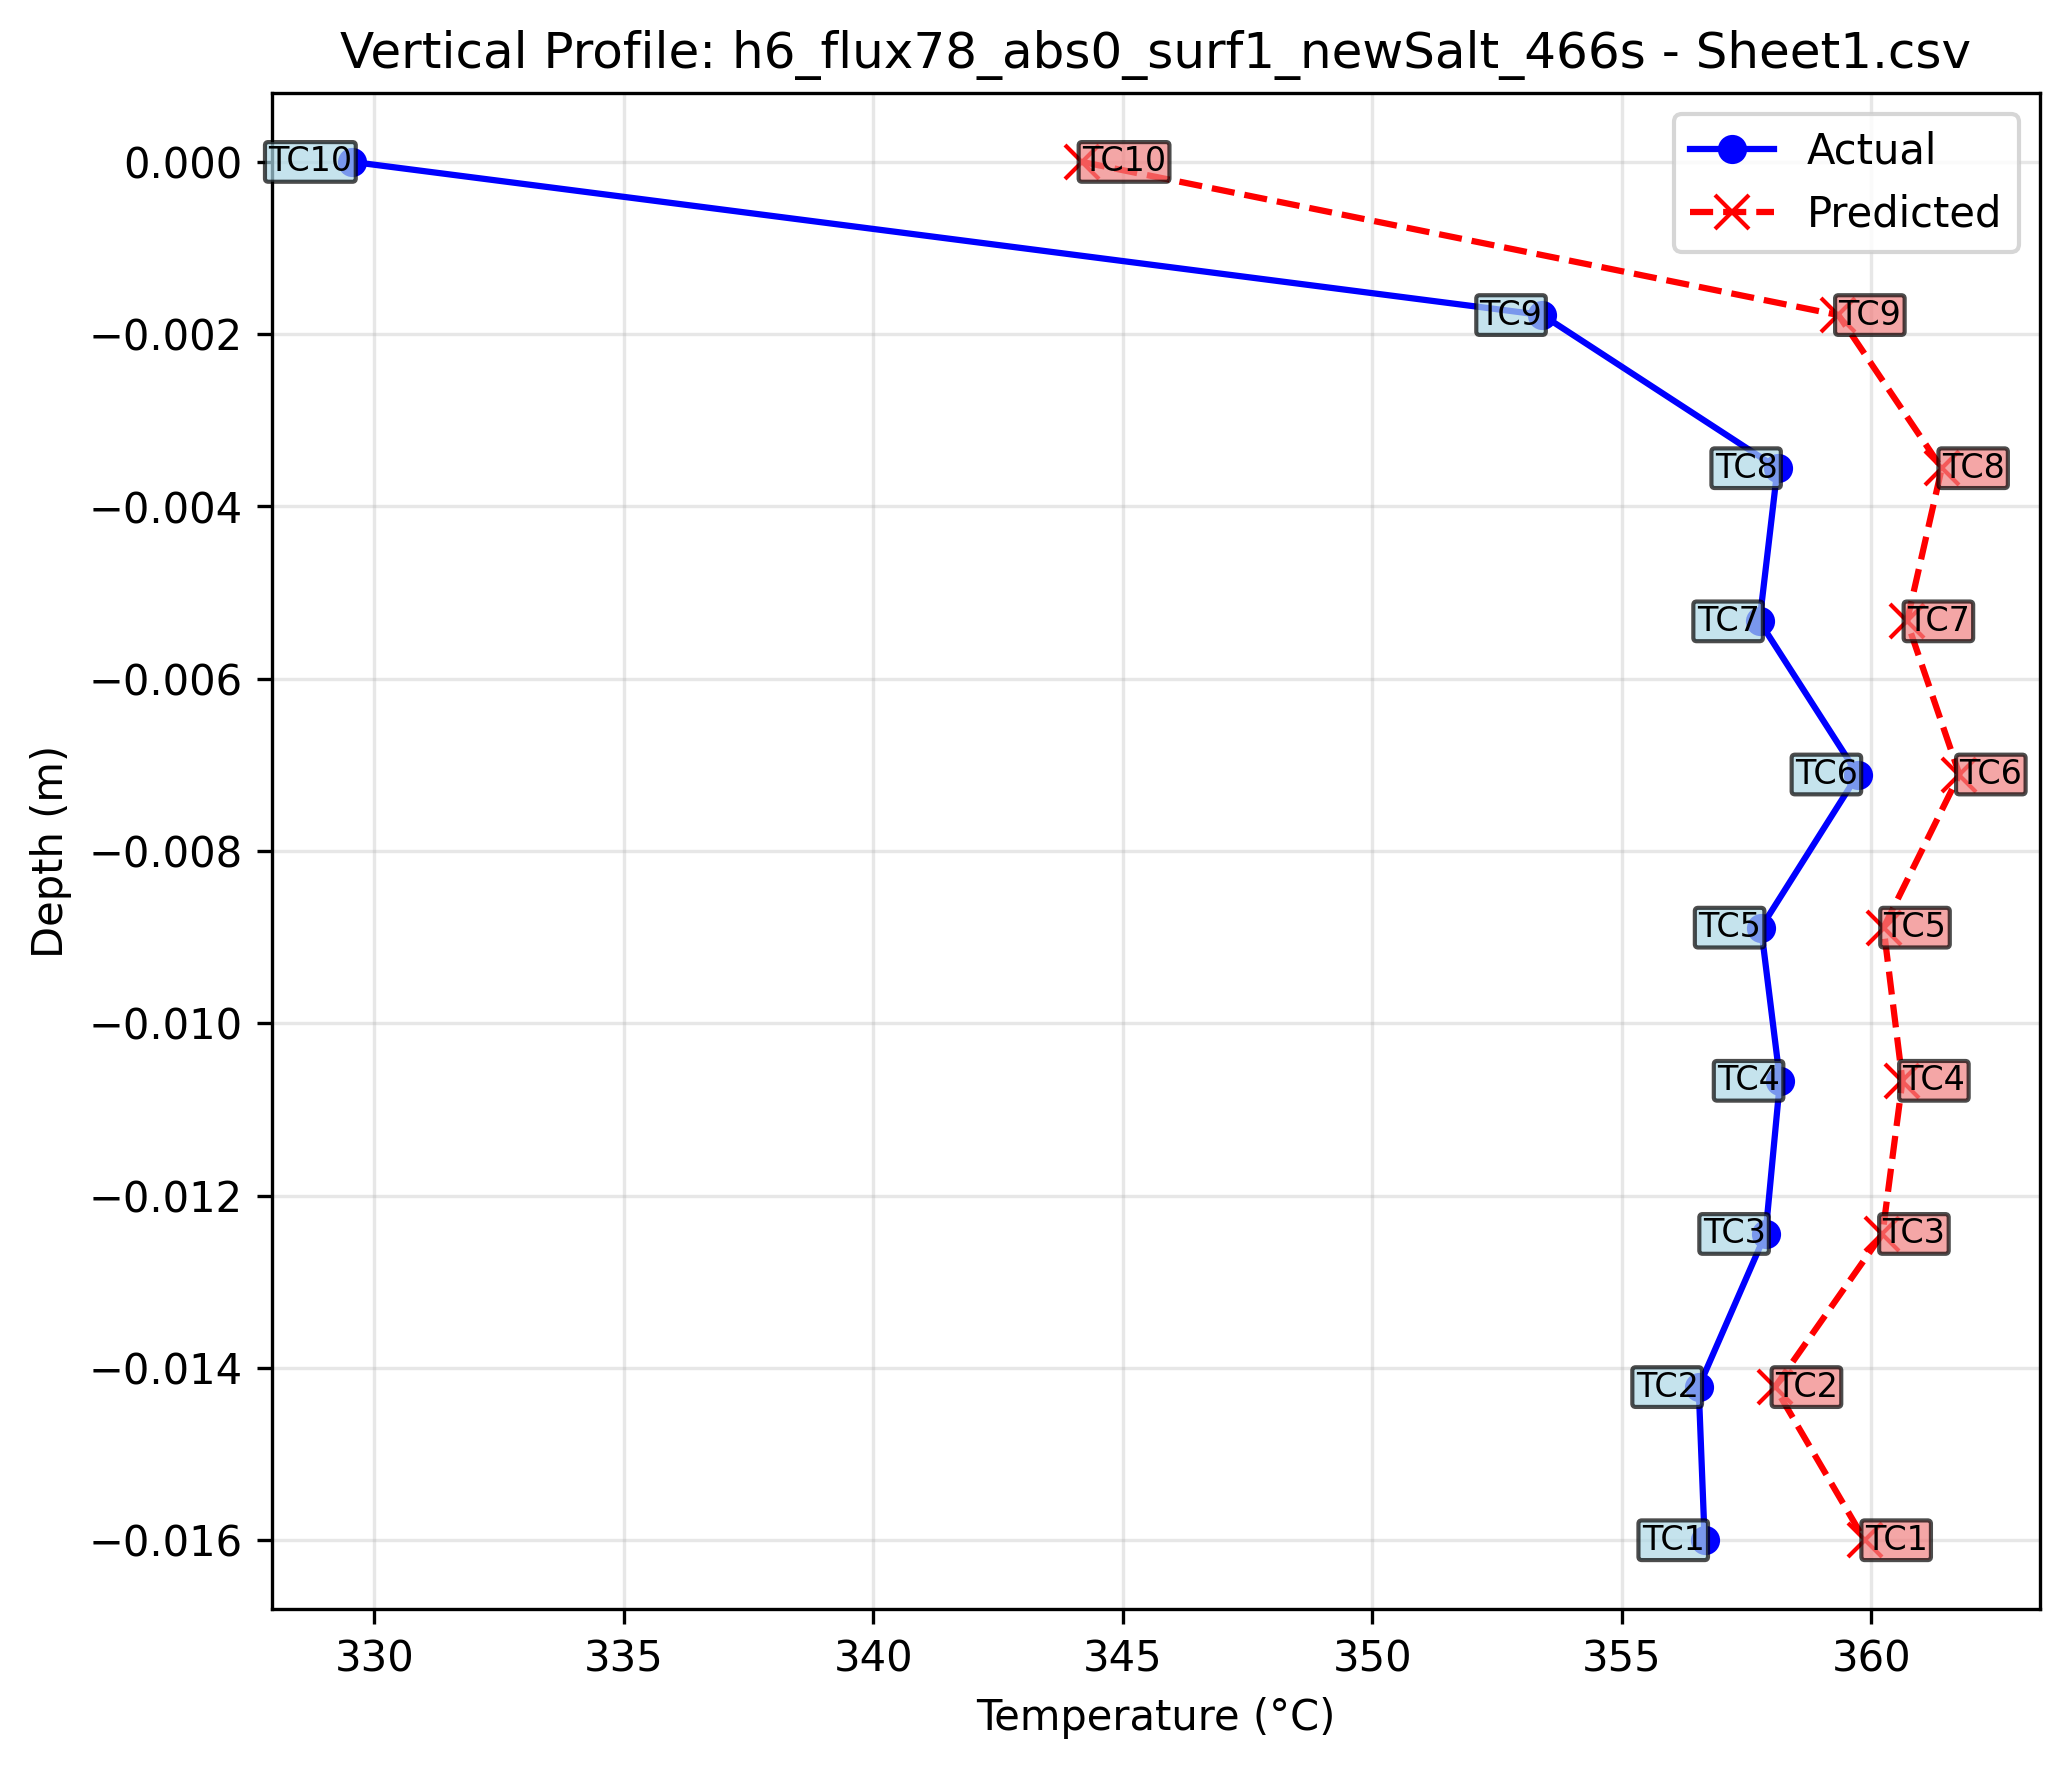 Vertical Profile: h6_flux78_abs0_surf1_newSalt_466s - Sheet1.csv
Actual
Predicted
0.000
−0.002
−0.004
−0.006
−0.008
−0.010
−0.012
−0.014
−0.016
Depth (m)
TC10 TC10
TC9 TC9
TC8 TC8
TC7 TC7
TC6 TC6
TC5 TC5
TC4 TC4
TC3 TC3
TC2 TC2
TC1 TC1
330 335 340 345 350 355 360
Temperature (°C)